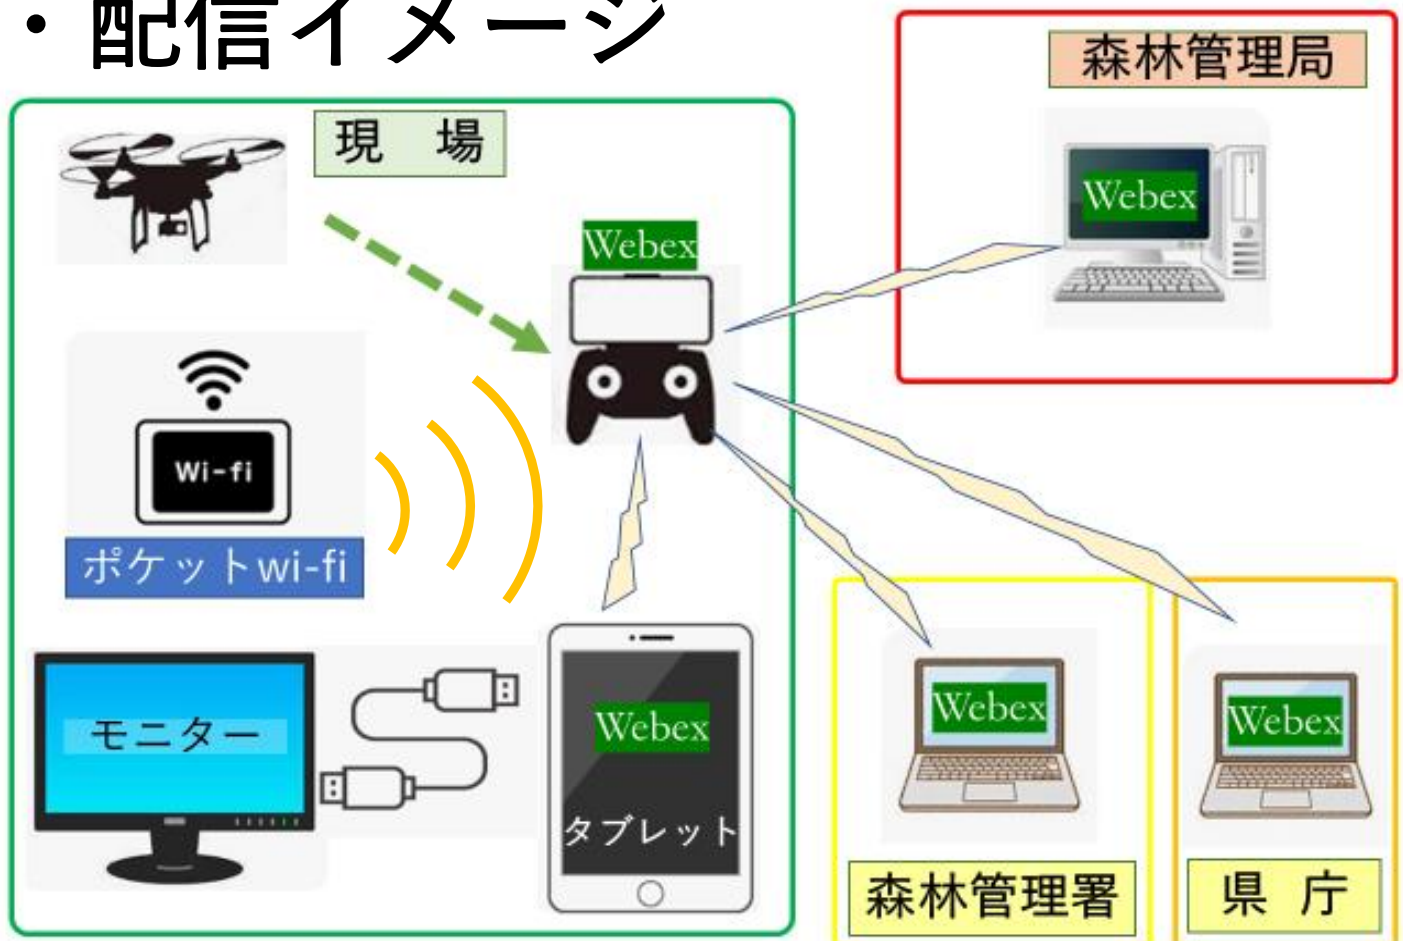 ・配信イメージ
現　場
森林管理局
Webex
Webex
Wi-fi
ポケットwi-fi
モニター
Webex
タブレット
Webex
Webex
森林管理署
県　庁